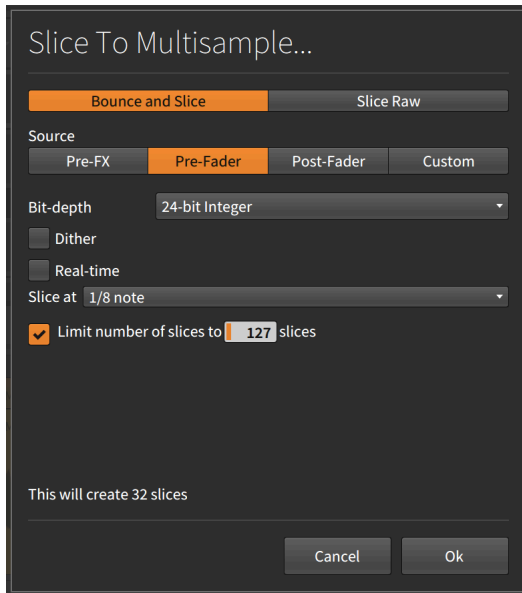 Slice To Multisample...
Bounce and Slice Slice Raw
Source
Pre-FX Pre-Fader Post-Fader Custom
Bit-depth 24-bit Integer
Dither
Real-time
Slice at 1/8 note
Limit number of slices to 127 slices
This will create 32 slices
Cancel Ok